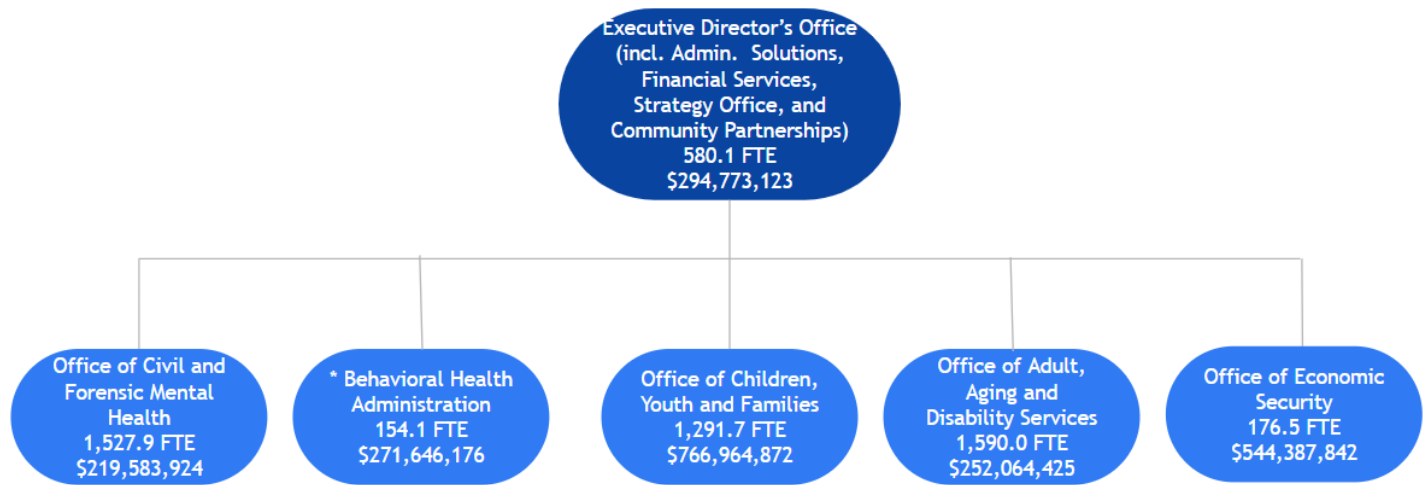 Executive Director's Office
(incl. Admin.  Solutions,
Financial Services,
Strategy Office, and
Community Partnerships)
580.1 FTE
$294,773,123
Office of Civil and
Forensic Mental
Health
1,527.9 FTE
$219,583,924
* Behavioral Health
Administration
154.1 FTE
$271,646,176
Office of Children,
Youth and Families
1,291.7 FTE
$766,964,872
Office of Adult,
Aging and
Disability Services
1,590.0 FTE
$252,064,425
Office of Economic
Security
176.5 FTE
$544,387,842